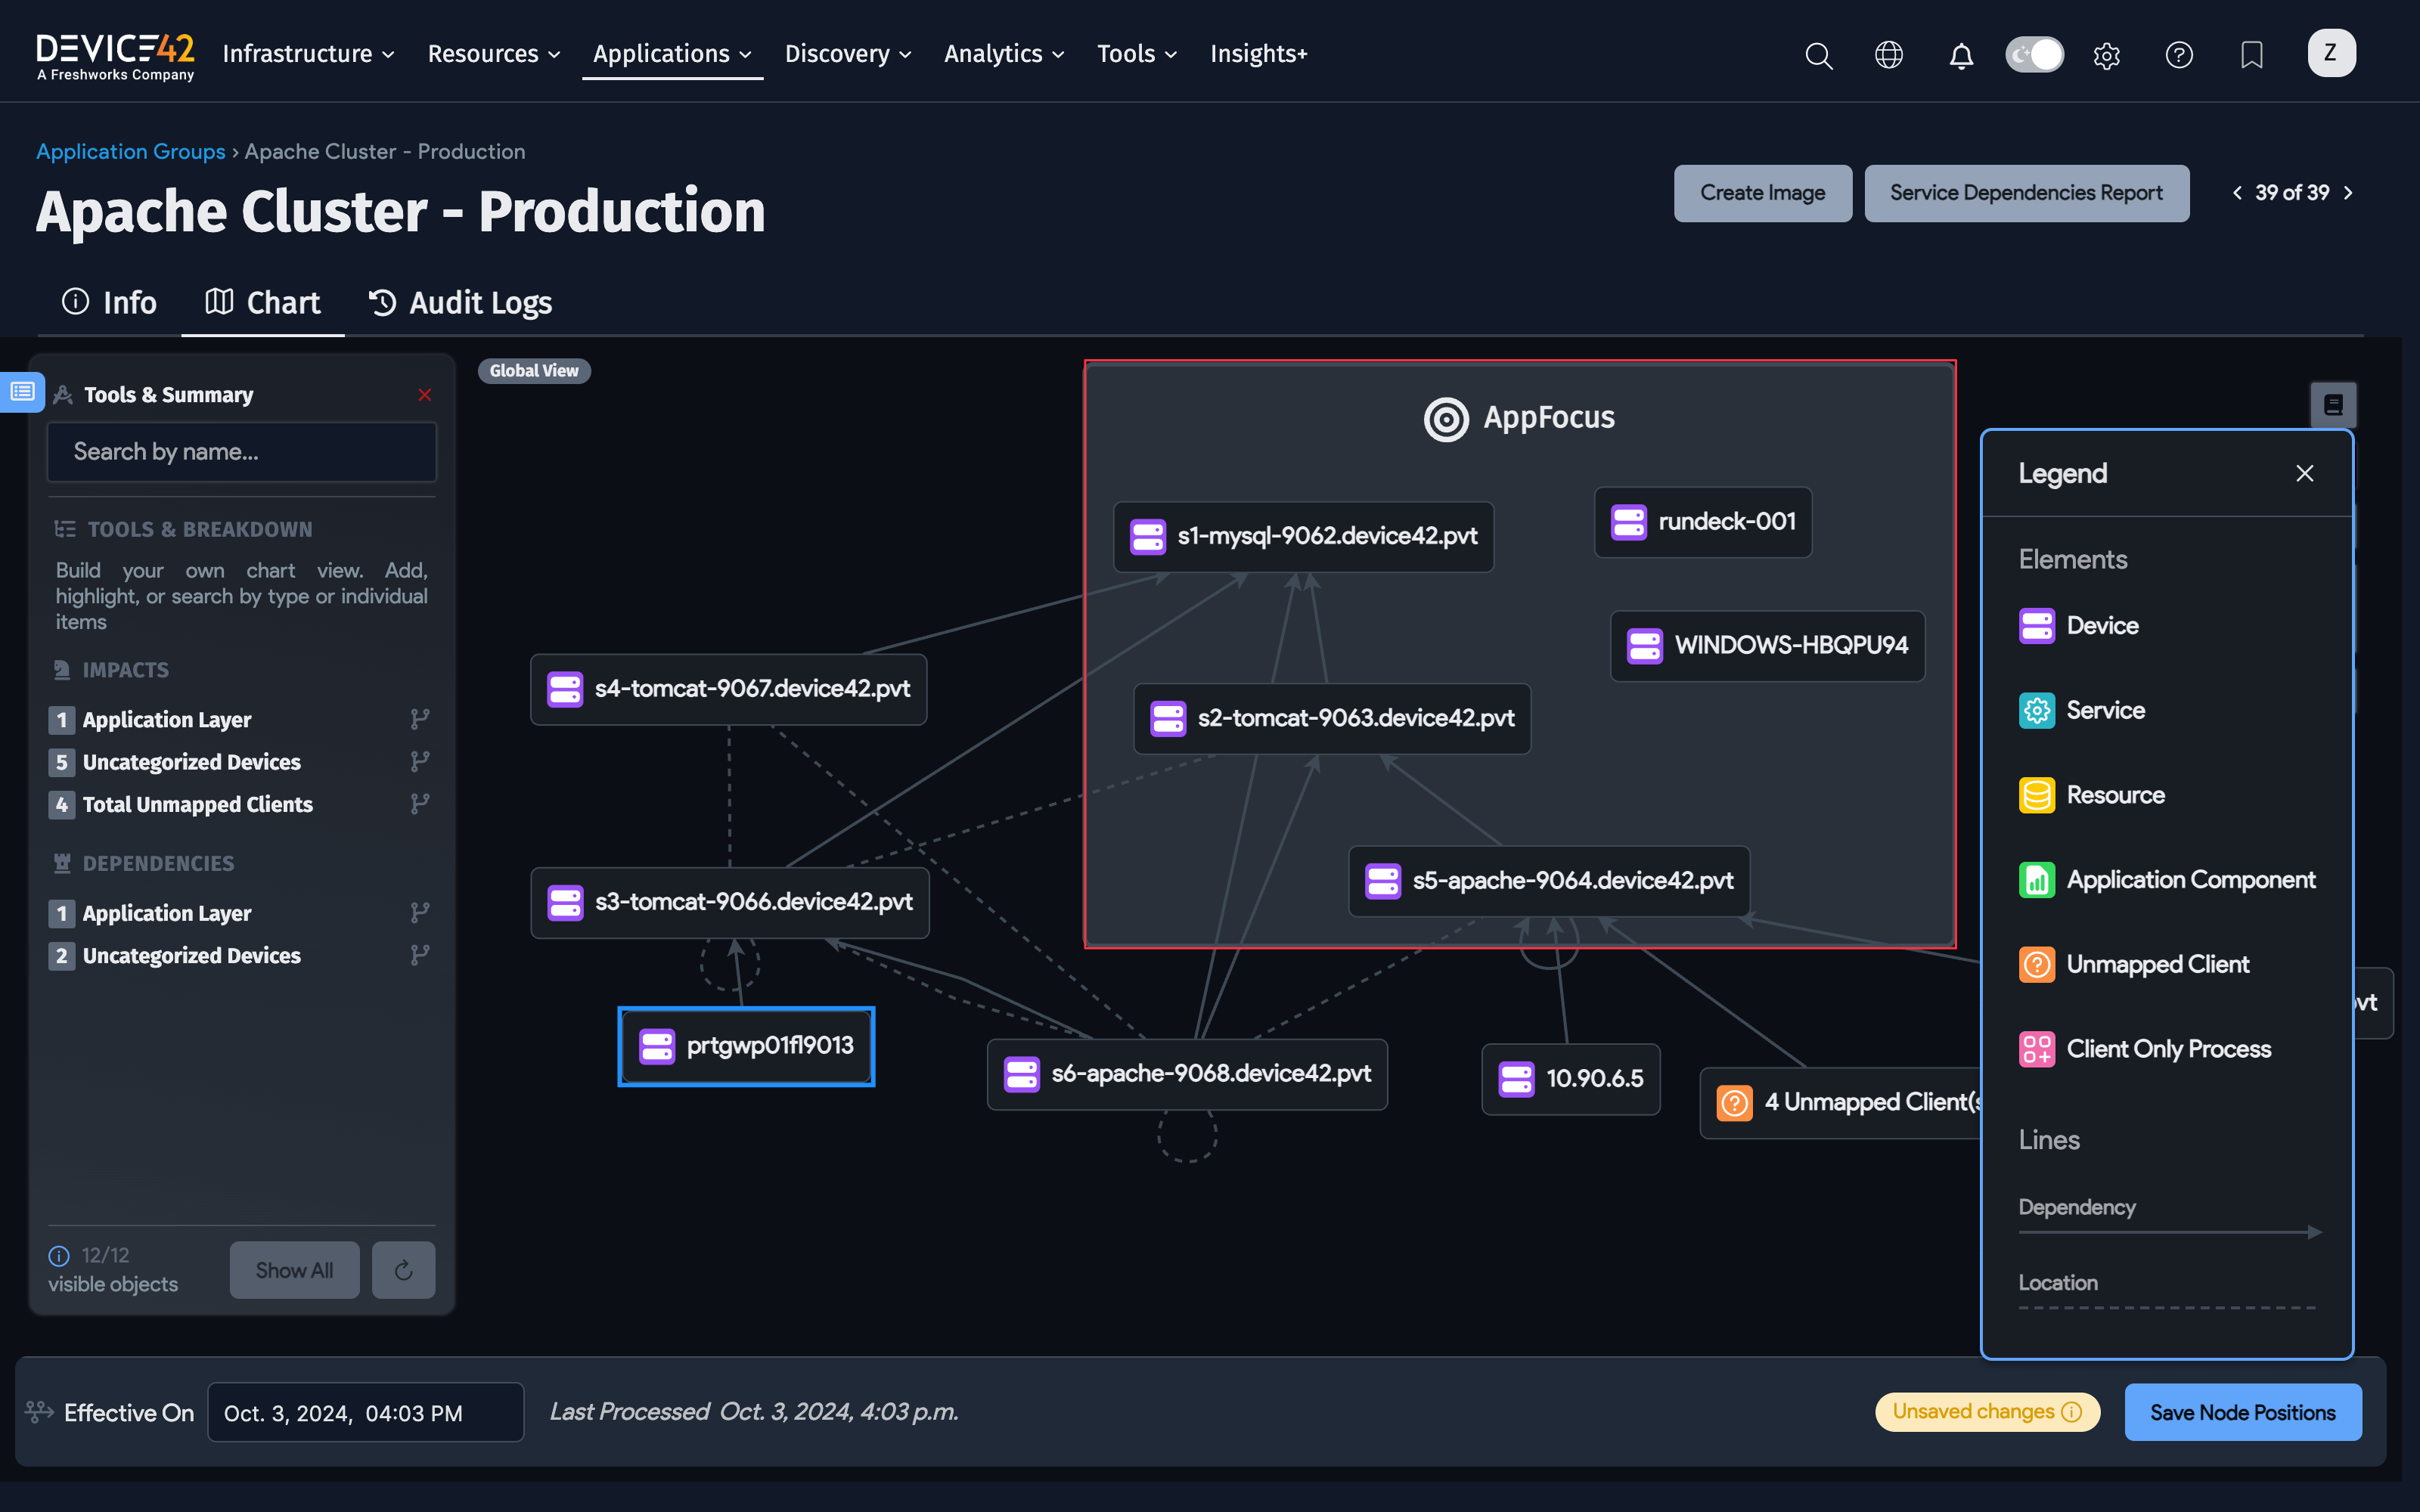 DEVICE42
A Freshworks Company
Infrastructure
Resources
Applications
Discovery
Analytics
Tools
Insights+
Z
Application Groups › Apache Cluster - Production
Apache Cluster - Production
Create Image
Service Dependencies Report
39 of 39
Info
Chart
Audit Logs
Tools & Summary
Search by name...
TOOLS & BREAKDOWN
Build your own chart view. Add,
highlight, or search by type or individual
items
IMPACTS
1 Application Layer
5 Uncategorized Devices
4 Total Unmapped Clients
DEPENDENCIES
1 Application Layer
2 Uncategorized Devices
12/12
visible objects
Show All
Global View
AppFocus
s1-mysql-9062.device42.pvt
rundeck-001
WINDOWS-HBQPU94
s4-tomcat-9067.device42.pvt
s2-tomcat-9063.device42.pvt
s5-apache-9064.device42.pvt
s3-tomcat-9066.device42.pvt
prtgwp01fl9013
s6-apache-9068.device42.pvt
10.90.6.5
4 Unmapped Client(s
vt
Legend
Elements
Device
Service
Resource
Application Component
Unmapped Client
Client Only Process
Lines
Dependency
Location
Effective On
Oct. 3, 2024, 04:03 PM
Last Processed Oct. 3, 2024, 4:03 p.m.
Unsaved changes
Save Node Positions